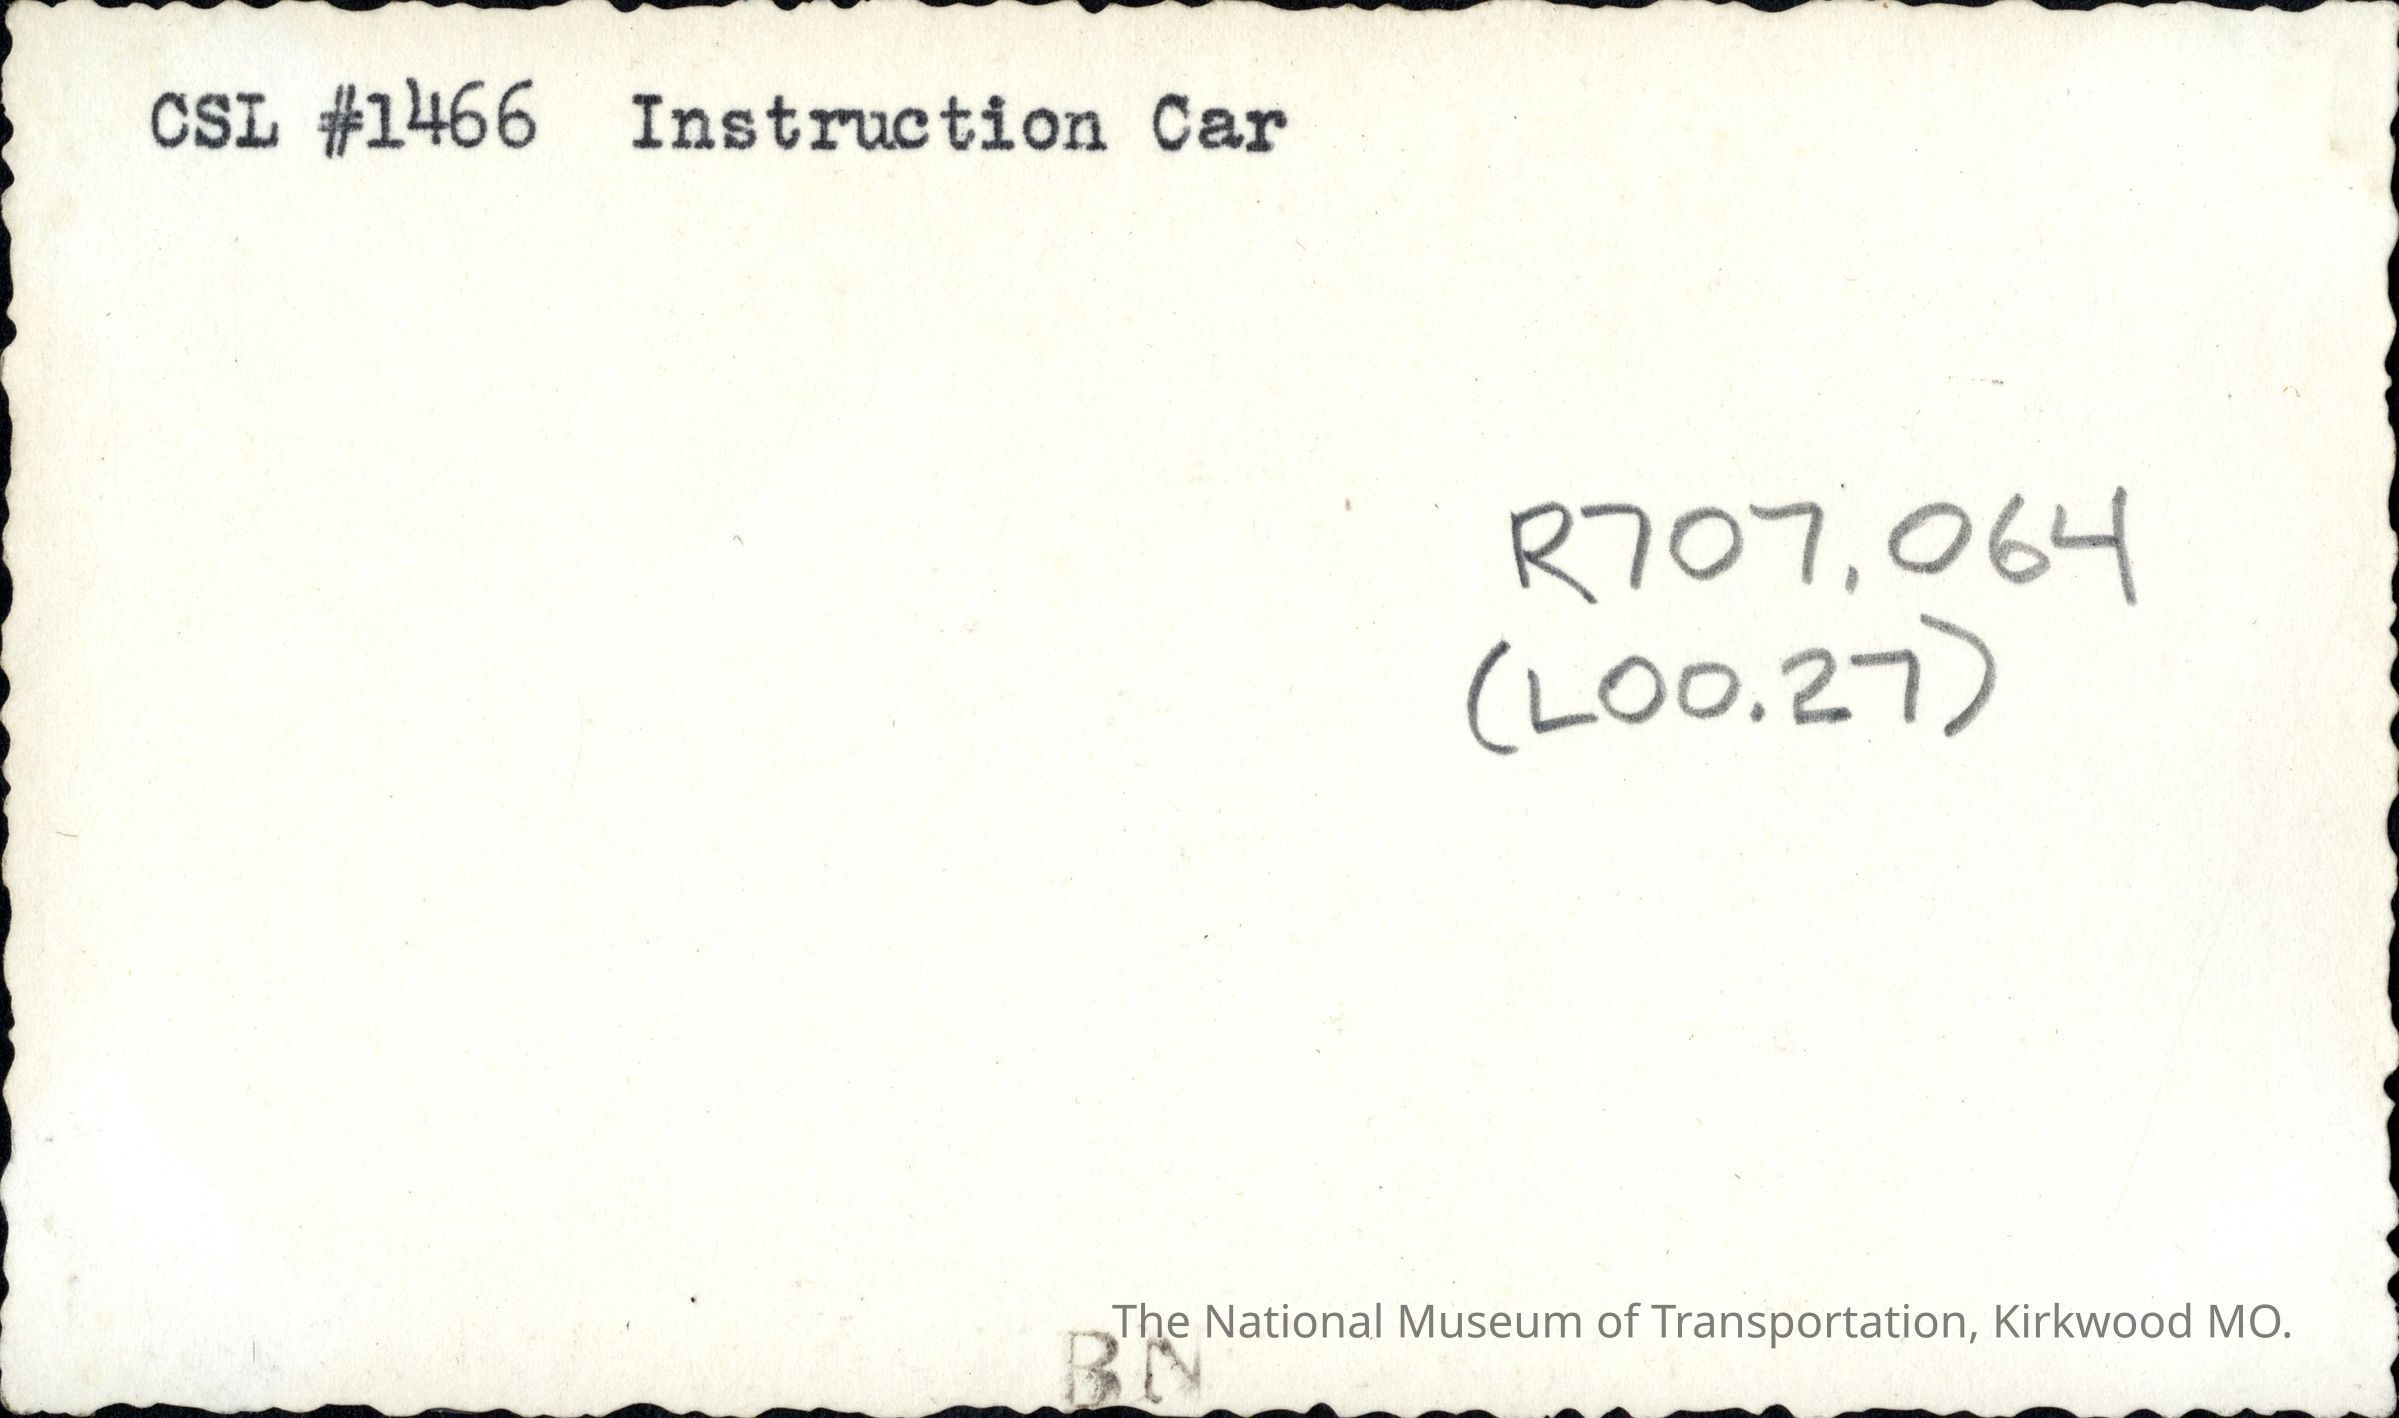 CSL #1466  Instruction Car
R707.064
(L00.27)
The National Museum of Transportation, Kirkwood MO.
BN